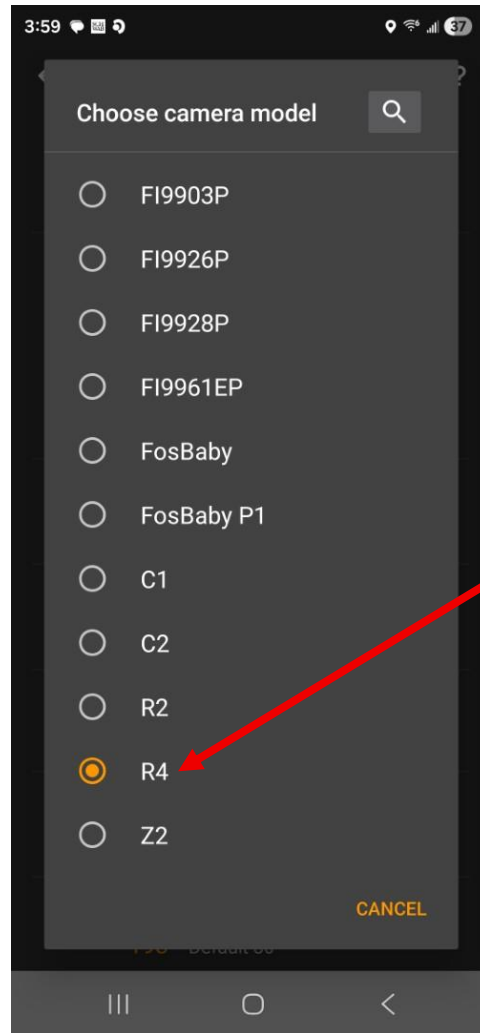 3:59
37
?
Choose camera model
FI9903P
FI9926P
FI9928P
FI9961EP
FosBaby
FosBaby P1
C1
C2
R2
R4
Z2
CANCEL